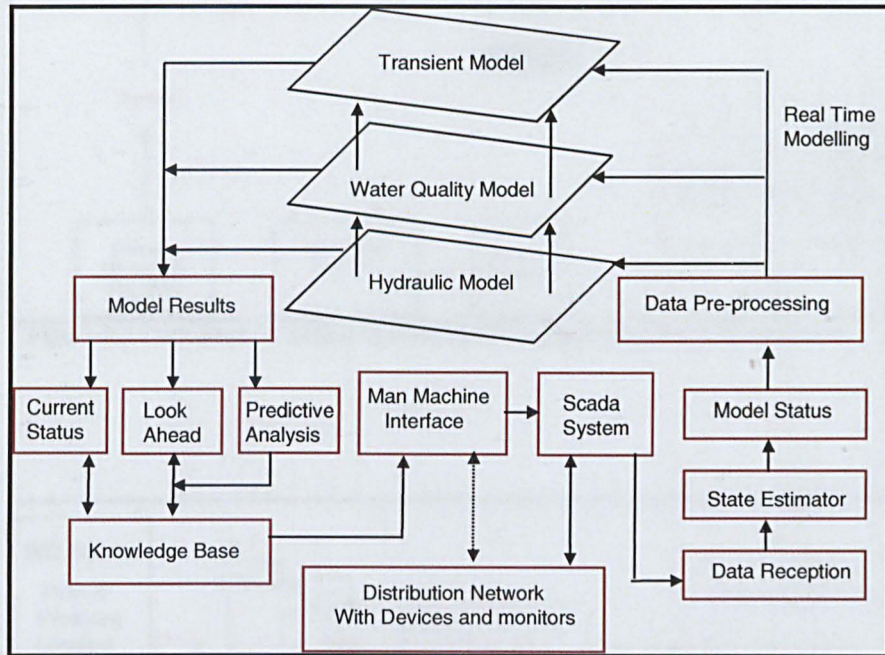 Transient Model
Real Time
Modelling
Water Quality Model
Hydraulic Model
Model Results
Data Pre-processing
Current
Status
Look
Ahead
Predictive
Analysis
Man Machine
Interface
Scada
System
Model Status
State Estimator
Knowledge Base
Data Reception
Distribution Network
With Devices and monitors